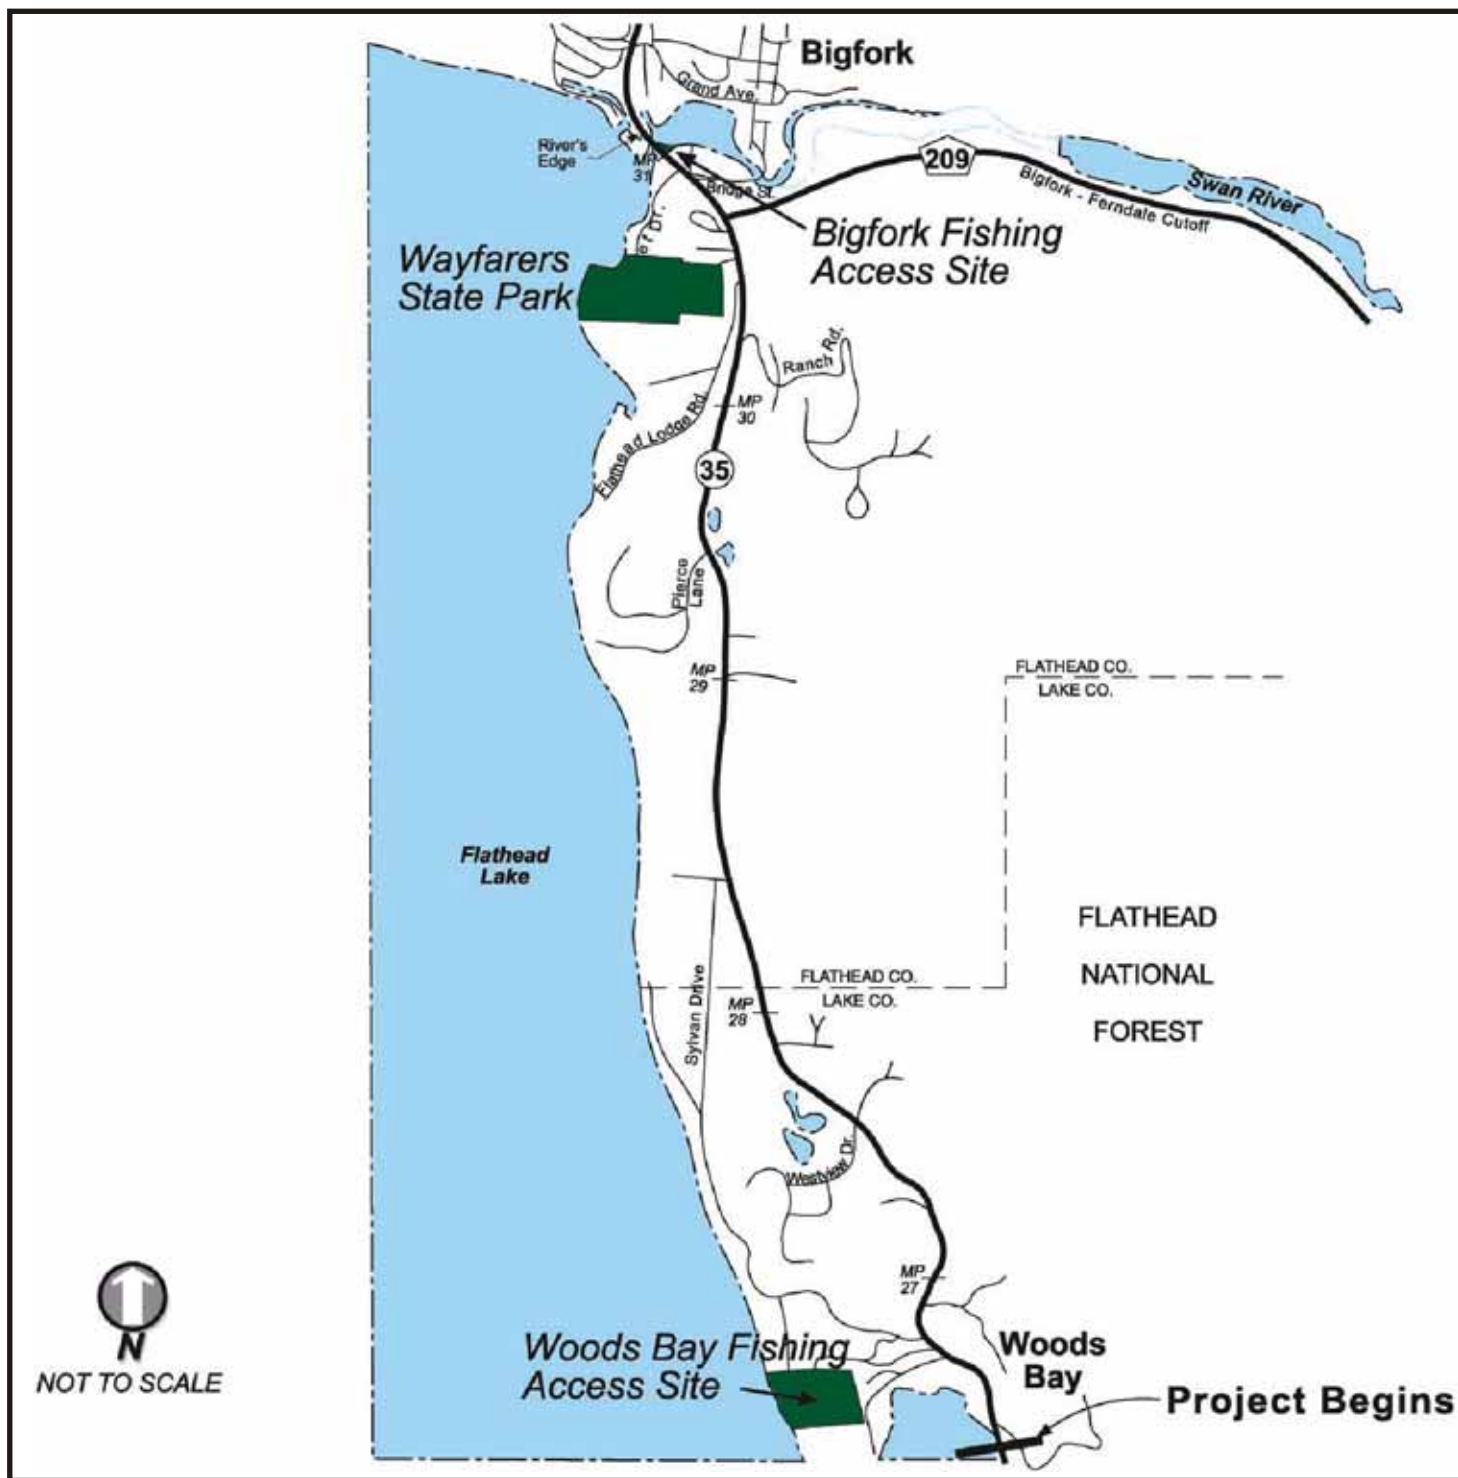 Bigfork
Grand Ave.
River's
Edge
MP
31
Bridge St.
209
Swan River
Bigfork - Ferndale Cutoff
Bigfork Fishing
Access Site
Wayfarers
State Park
Dr.
Ranch Rd.
MP
30
Flathead Lodge Rd.
35
Pierce
Lane
MP
29
FLATHEAD CO.
LAKE CO.
Flathead
Lake
FLATHEAD
NATIONAL
FOREST
Sylvan Drive
FLATHEAD CO.
LAKE CO.
MP
28
Westview Dr.
MP
27
N
NOT TO SCALE
Woods Bay Fishing
Access Site
Woods
Bay
Project Begins